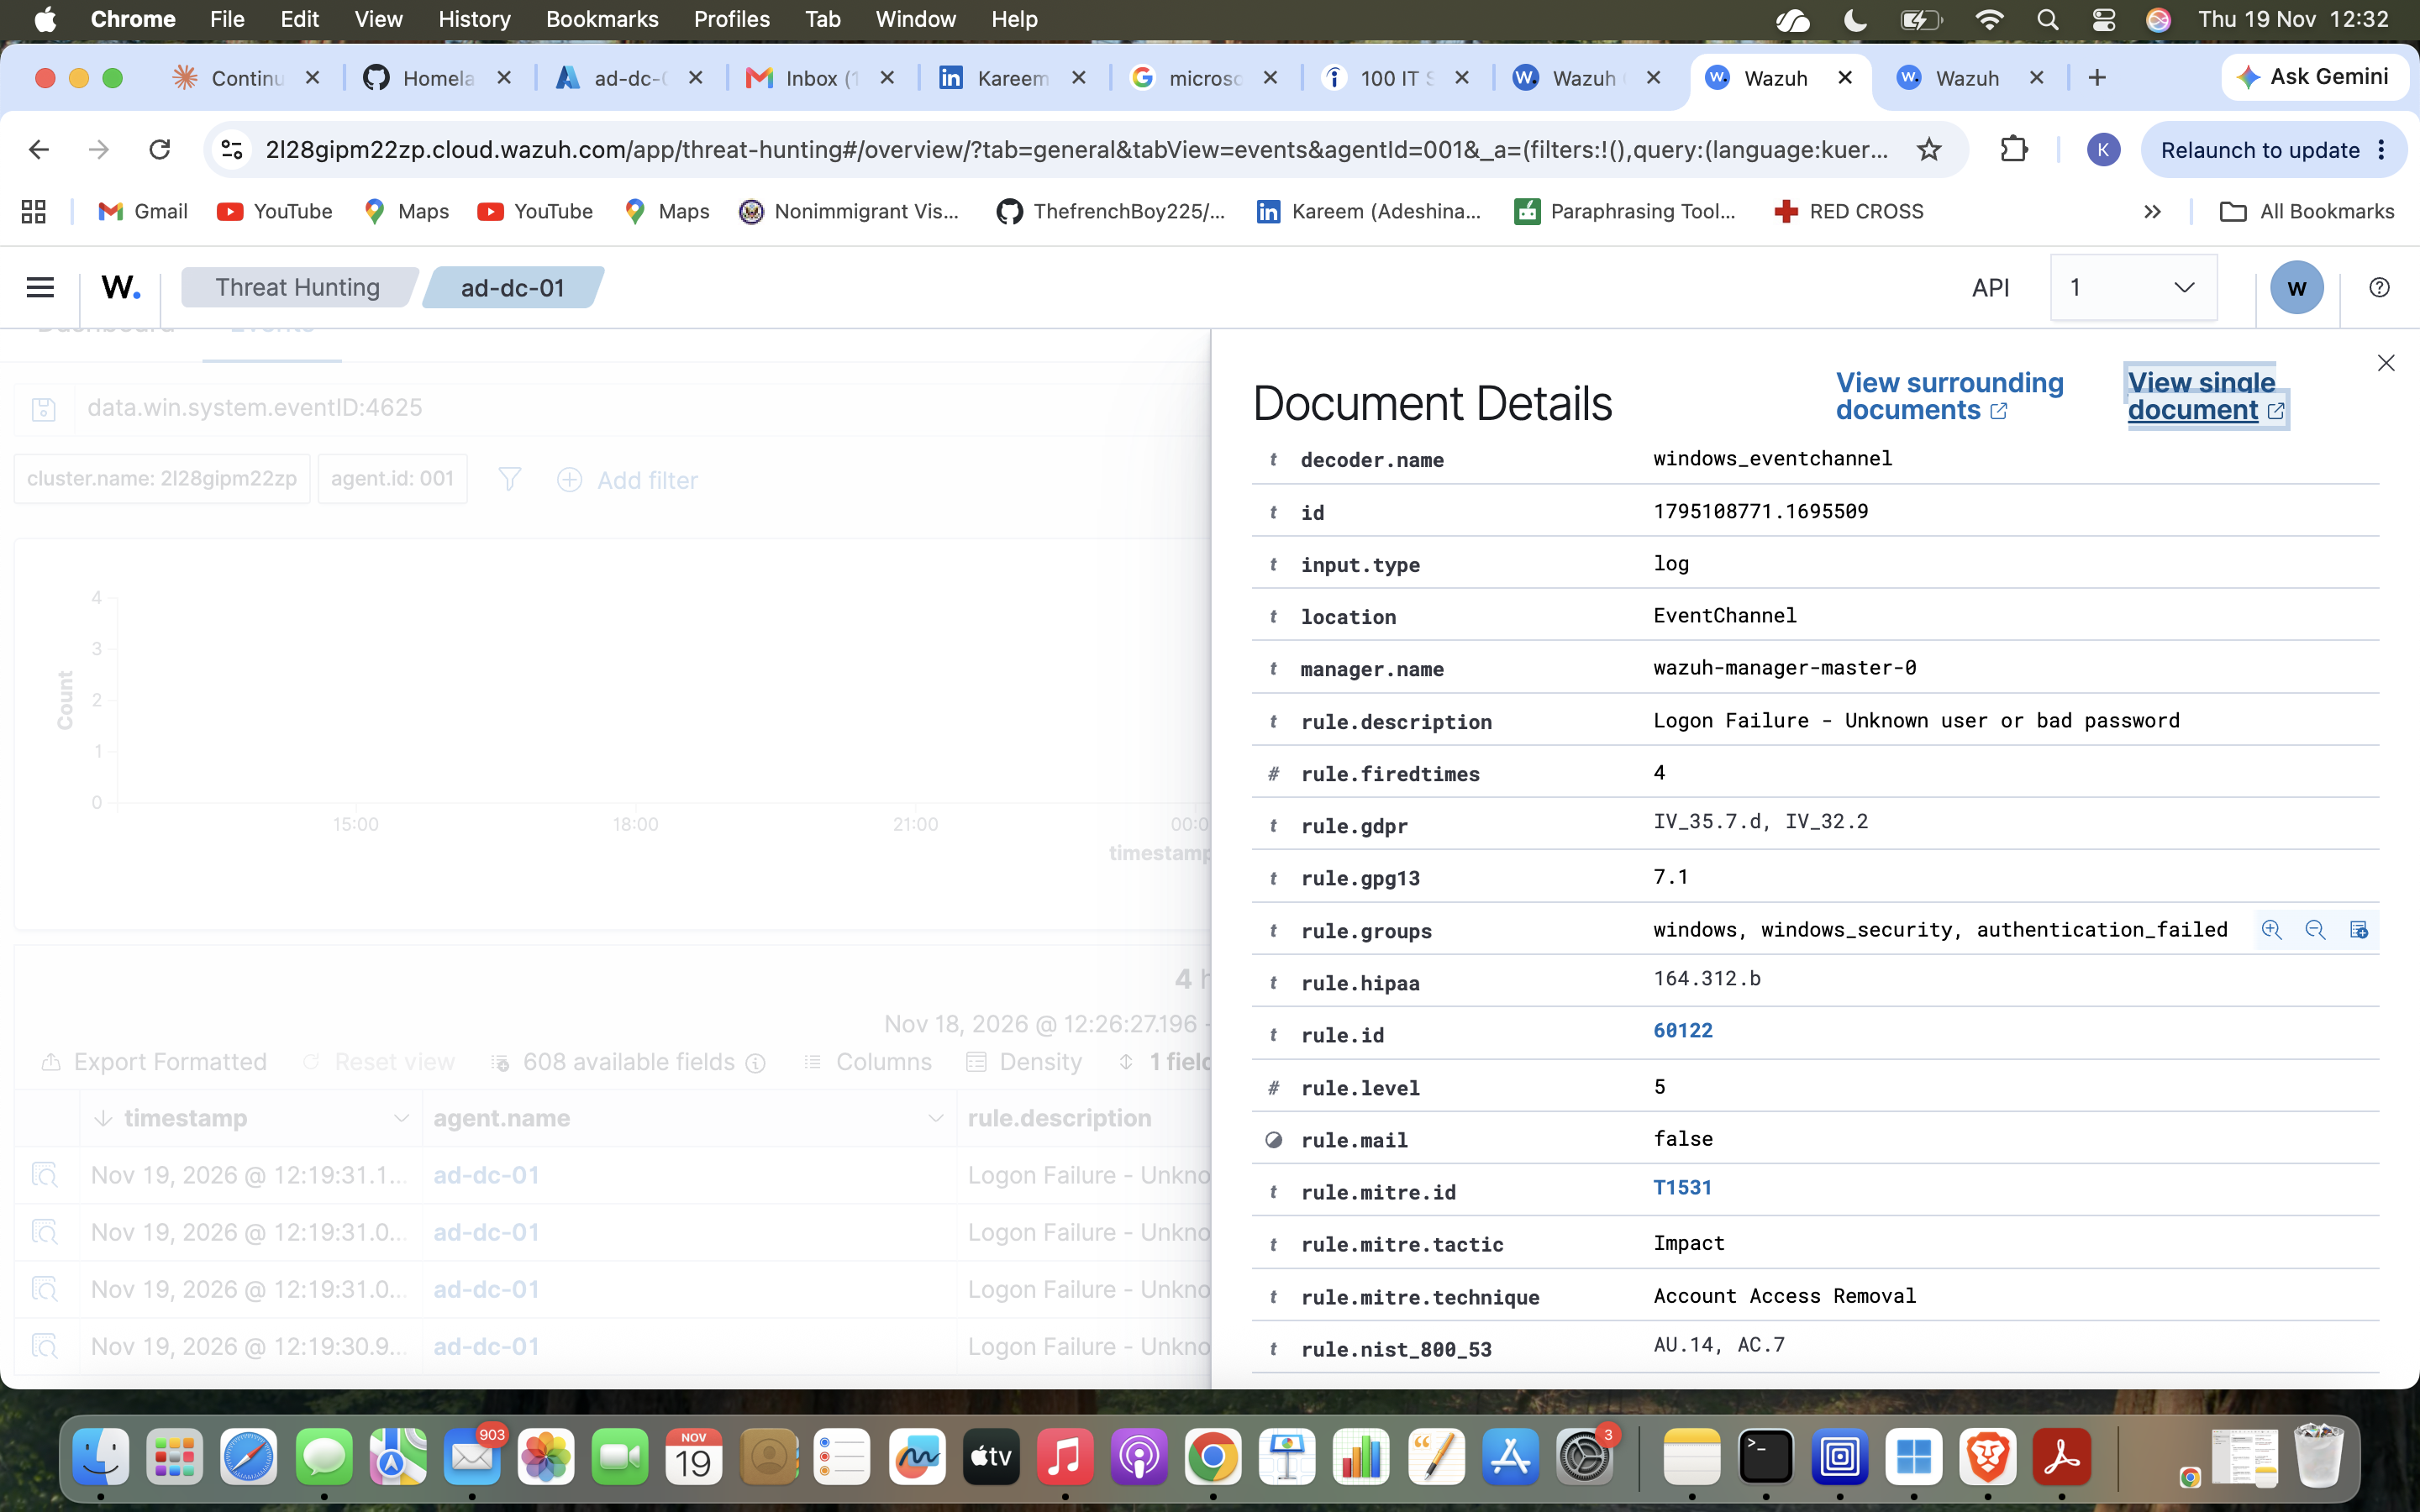 Chrome File Edit View History Bookmarks Profiles Tab Window Help Thu 19 Nov 12:32
Continu Homela ad-dc-( Inbox (1 Kareem microsc 100 IT S Wazuh Wazuh Wazuh Ask Gemini
2l28gipm22zp.cloud.wazuh.com/app/threat-hunting#/overview/?tab=general&tabView=events&agentId=001&_a=(filters:!(),query:(language:kuer... K Relaunch to update
Gmail YouTube Maps YouTube Maps Nonimmigrant Vis... ThefrenchBoy225/... Kareem (Adeshina... Paraphrasing Tool... RED CROSS » All Bookmarks
W. Threat Hunting ad-dc-01 API 1 W
Dashboard Events
Document Details
View surrounding documents
View single document
data.win.system.eventID:4625
cluster.name: 2l28gipm22zp agent.id: 001 Add filter
4
3
2
1
0
Count
15:00 18:00 21:00 00:0
timestamp
4 h
Nov 18, 2026 @ 12:26:27.196 -
Export Formatted Reset view 608 available fields Columns Density 1 field
timestamp agent.name rule.description
Nov 19, 2026 @ 12:19:31.1... ad-dc-01 Logon Failure - Unkno
Nov 19, 2026 @ 12:19:31.0... ad-dc-01 Logon Failure - Unkno
Nov 19, 2026 @ 12:19:31.0... ad-dc-01 Logon Failure - Unkno
Nov 19, 2026 @ 12:19:30.9... ad-dc-01 Logon Failure - Unkno
t decoder.name windows_eventchannel
t id 1795108771.1695509
t input.type log
t location EventChannel
t manager.name wazuh-manager-master-0
t rule.description Logon Failure - Unknown user or bad password
# rule.firedtimes 4
t rule.gdpr IV_35.7.d, IV_32.2
t rule.gpg13 7.1
t rule.groups windows, windows_security, authentication_failed
t rule.hipaa 164.312.b
t rule.id 60122
# rule.level 5
rule.mail false
t rule.mitre.id T1531
t rule.mitre.tactic Impact
t rule.mitre.technique Account Access Removal
t rule.nist_800_53 AU.14, AC.7
903 NOV 19 tv 3